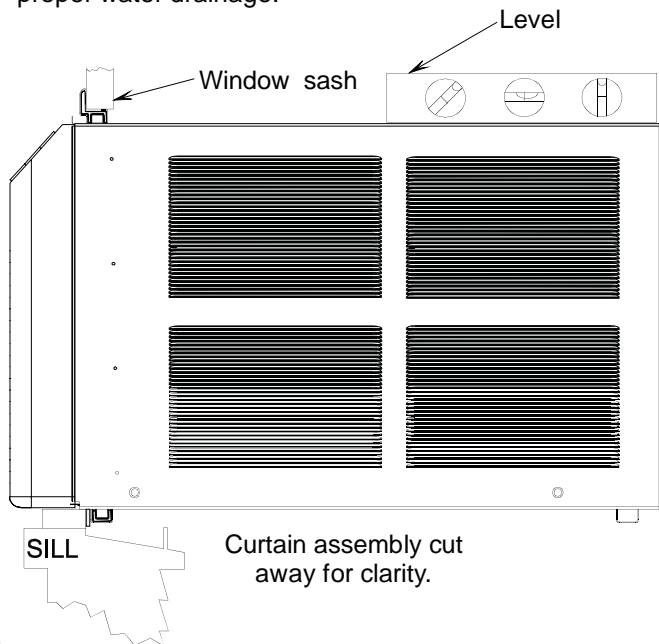 proper water drainage.
Level
Window sash
SILL
Curtain assembly cut
away for clarity.